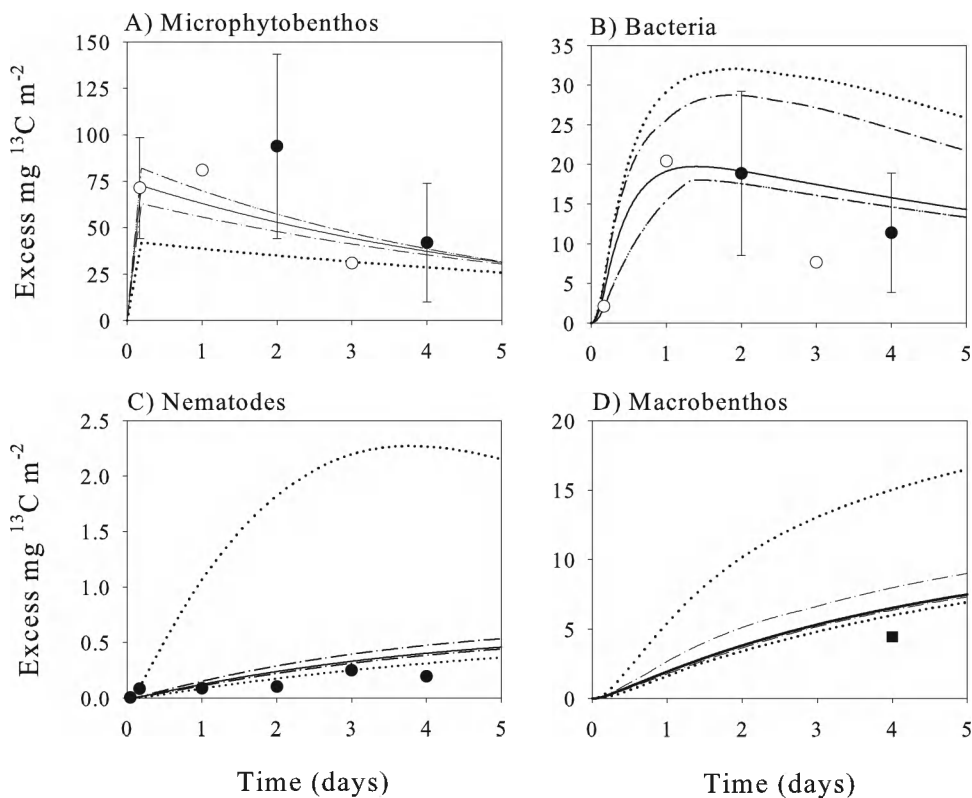 A) Microphytobenthos
B) Bacteria
Excess mg ¹³C m⁻²
150
125
100
75
50
25
0
0 1 2 3 4 5
35
30
25
20
15
10
5
0
0 1 2 3 4 5
C) Nematodes
D) Macrobenthos
Excess mg ¹³C m⁻²
2.5
2.0
1.5
1.0
0.5
0.0
0 1 2 3 4 5
20
15
10
5
0
0 1 2 3 4 5
Time (days)
Time (days)